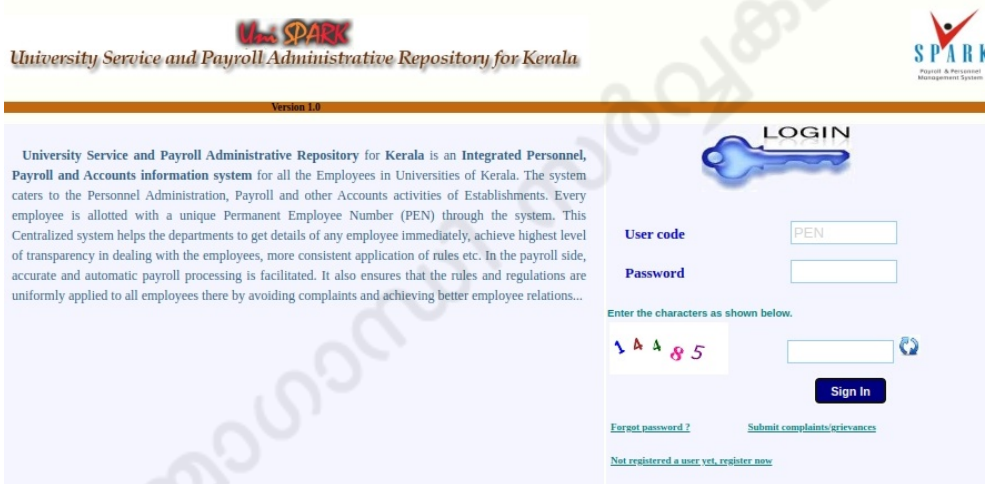 Uni SPARK
University Service and Payroll Administrative Repository for Kerala
SPARK
Payroll & Personnel
Management System
Version 1.0
University Service and Payroll Administrative Repository for Kerala is an Integrated Personnel,
Payroll and Accounts information system for all the Employees in Universities of Kerala. The system
caters to the Personnel Administration, Payroll and other Accounts activities of Establishments. Every
employee is allotted with a unique Permanent Employee Number (PEN) through the system. This
Centralized system helps the departments to get details of any employee immediately, achieve highest level
of transparency in dealing with the employees, more consistent application of rules etc. In the payroll side,
accurate and automatic payroll processing is facilitated. It also ensures that the rules and regulations are
uniformly applied to all employees there by avoiding complaints and achieving better employee relations...
LOGIN
User code
PEN
Password
Enter the characters as shown below.
1 4 4 8 5
Sign In
Forgot password ?
Submit complaints/grievances
Not registered a user yet, register now